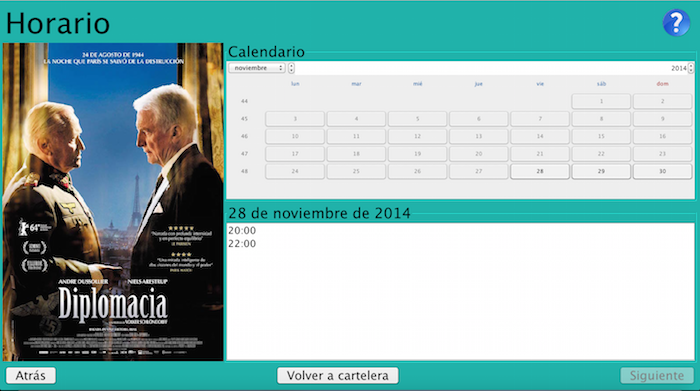 Horario
?
24 DE AGOSTO DE 1944
LA NOCHE QUE PARÍS SE SALVÓ DE LA DESTRUCCIÓN
64
"Narrada con profunda intensidad
y en perfecto equilibrio"
LE PARISIEN
"Una mirada inteligente de
dos visiones del mundo y el poder"
PARIS MATCH
ANDRÉ DUSSOLLIER NIELS ARESTRUP
Diplomacia
VOLKER SCHLÖNDORFF
Calendario
noviembre 2014
lun mar mié jue vie sáb dom
44 1 2
45 3 4 5 6 7 8 9
46 10 11 12 13 14 15 16
47 17 18 19 20 21 22 23
48 24 25 26 27 28 29 30
28 de noviembre de 2014
20:00
22:00
Atrás
Volver a cartelera
Siguiente